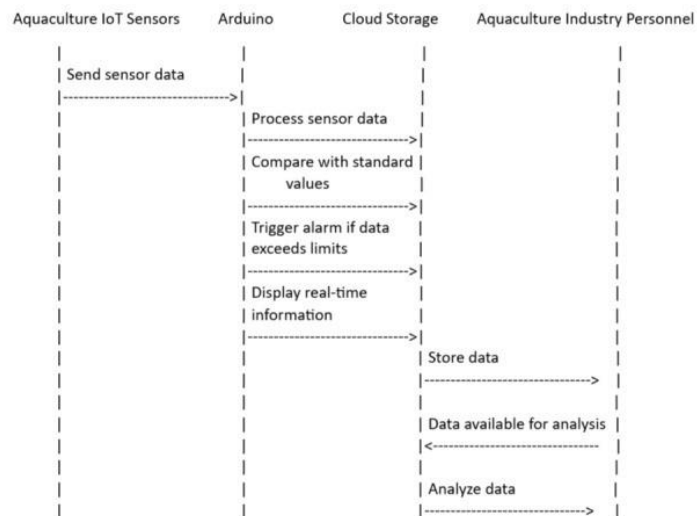 Aquaculture IoT Sensors Arduino Cloud Storage Aquaculture Industry Personnel
Send sensor data
Process sensor data
Compare with standard
values
Trigger alarm if data
exceeds limits
Display real-time
information
Store data
Data available for analysis
Analyze data